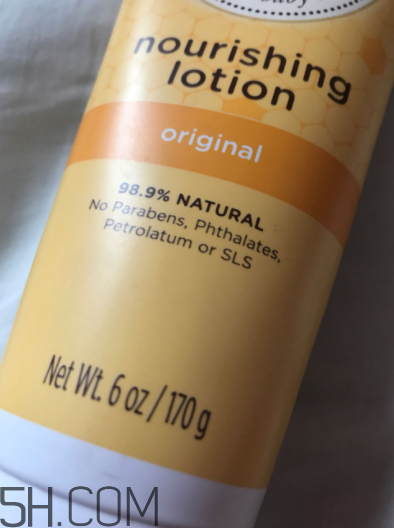 baby
nourishing
lotion
original
98.9% NATURAL
No Parabens, Phthalates,
Petrolatum or SLS
Net Wt. 6 oz / 170 g
5H.COM